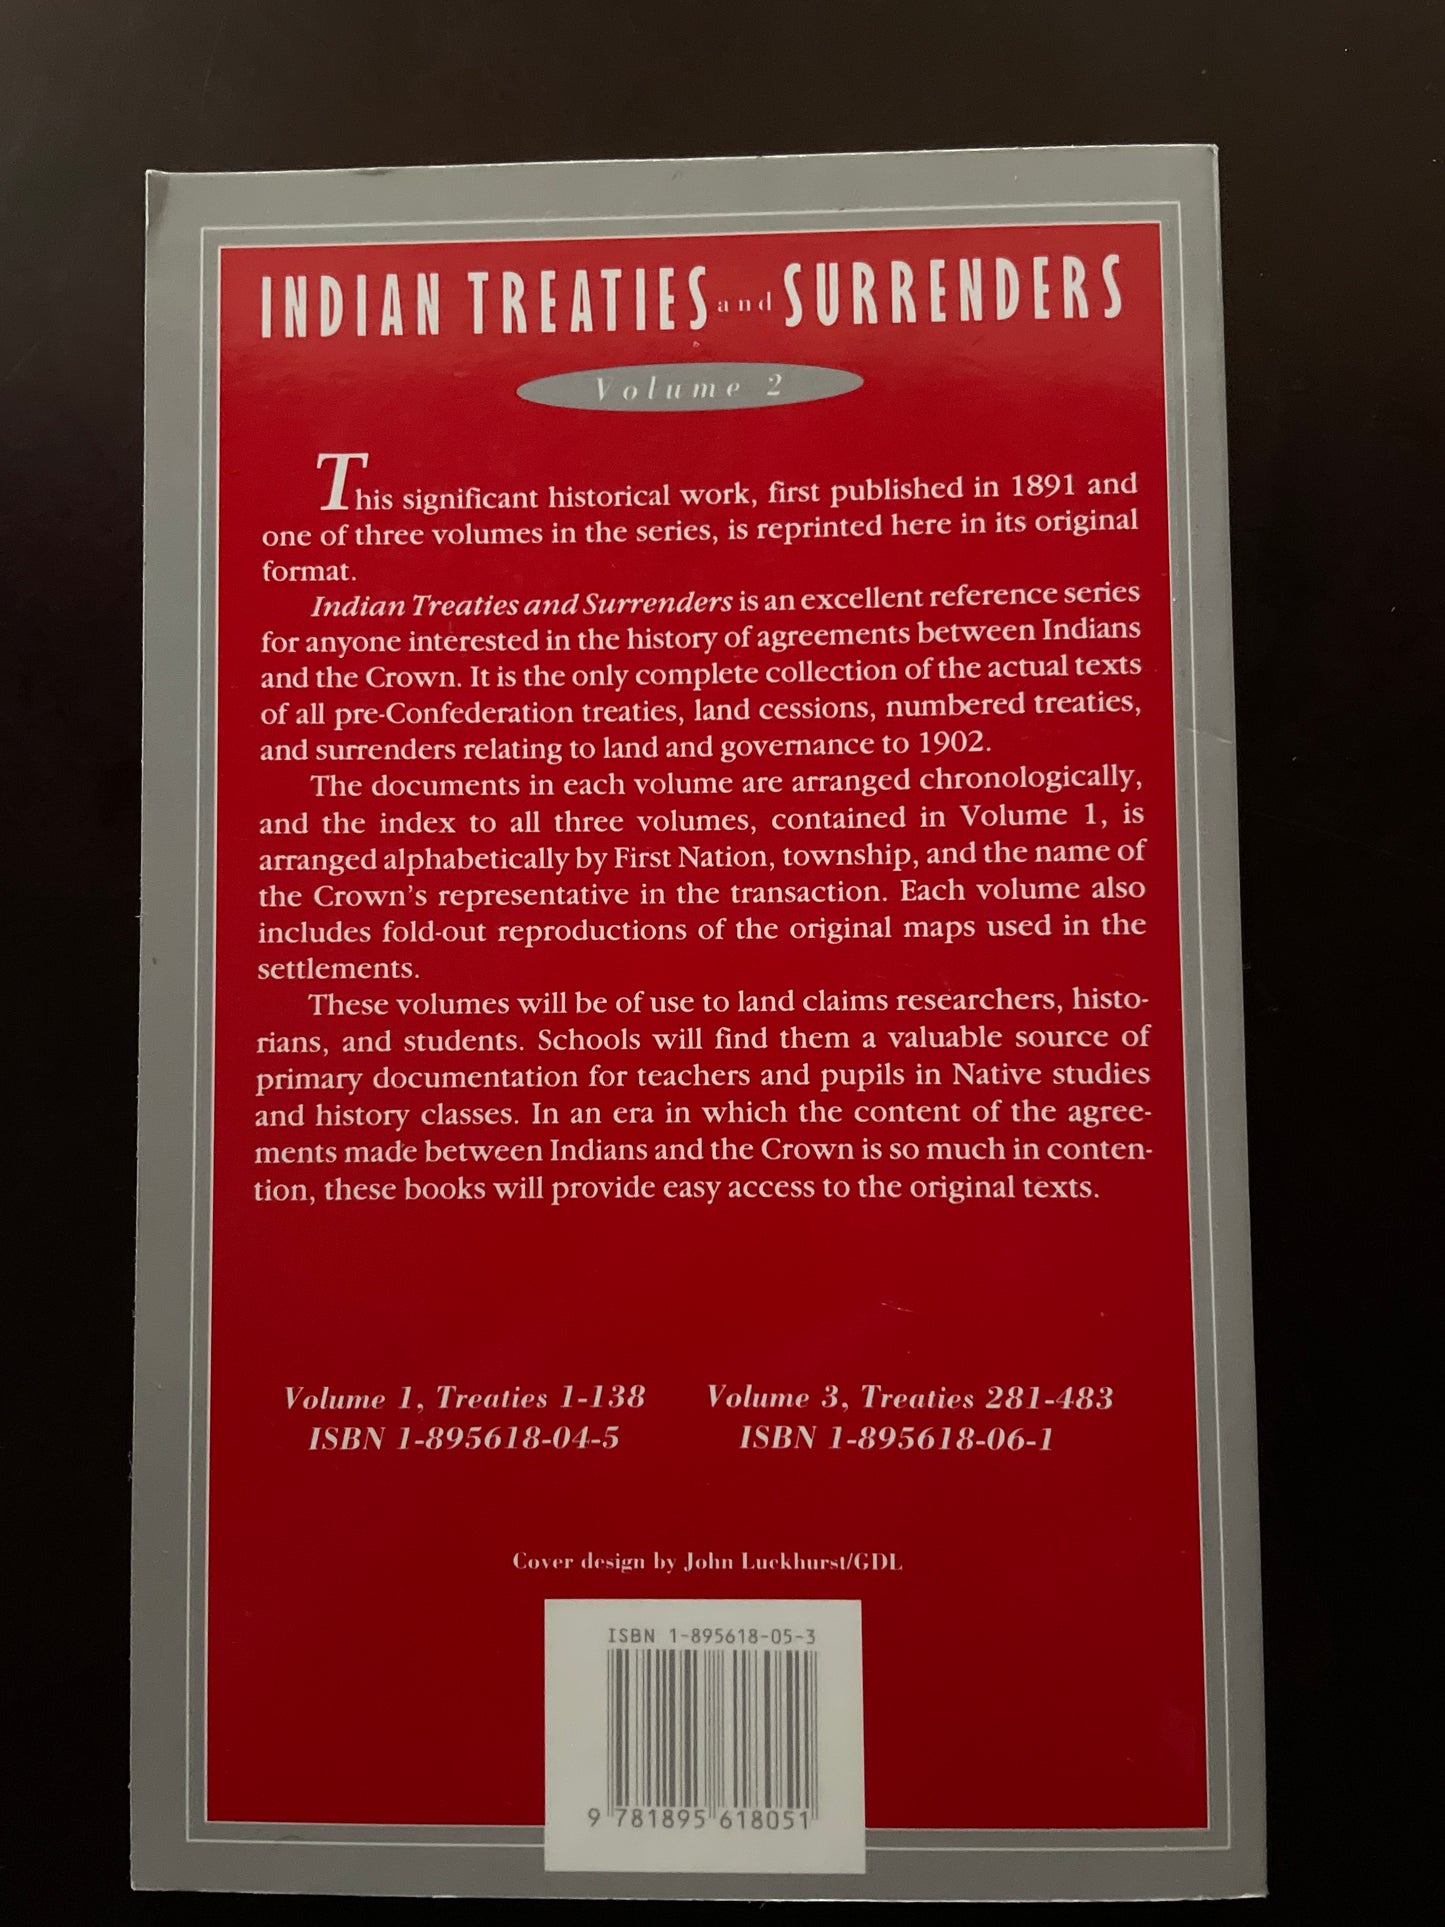 INDIAN TREATIES and SURRENDERS
Volume 2
This significant historical work, first published in 1891 and
one of three volumes in the series, is reprinted here in its original
format.
Indian Treaties and Surrenders is an excellent reference series
for anyone interested in the history of agreements between Indians
and the Crown. It is the only complete collection of the actual texts
of all pre-Confederation treaties, land cessions, numbered treaties,
and surrenders relating to land and governance to 1902.
The documents in each volume are arranged chronologically,
and the index to all three volumes, contained in Volume 1, is
arranged alphabetically by First Nation, township, and the name of
the Crown's representative in the transaction. Each volume also
includes fold-out reproductions of the original maps used in the
settlements.
These volumes will be of use to land claims researchers, histo-
rians, and students. Schools will find them a valuable source of
primary documentation for teachers and pupils in Native studies
and history classes. In an era in which the content of the agree-
ments made between Indians and the Crown is so much in conten-
tion, these books will provide easy access to the original texts.
Volume 1, Treaties 1-138
ISBN 1-895618-04-5
Volume 3, Treaties 281-483
ISBN 1-895618-06-1
Cover design by John Luckhurst/GDL
ISBN 1-895618-05-3
9 781895 618051